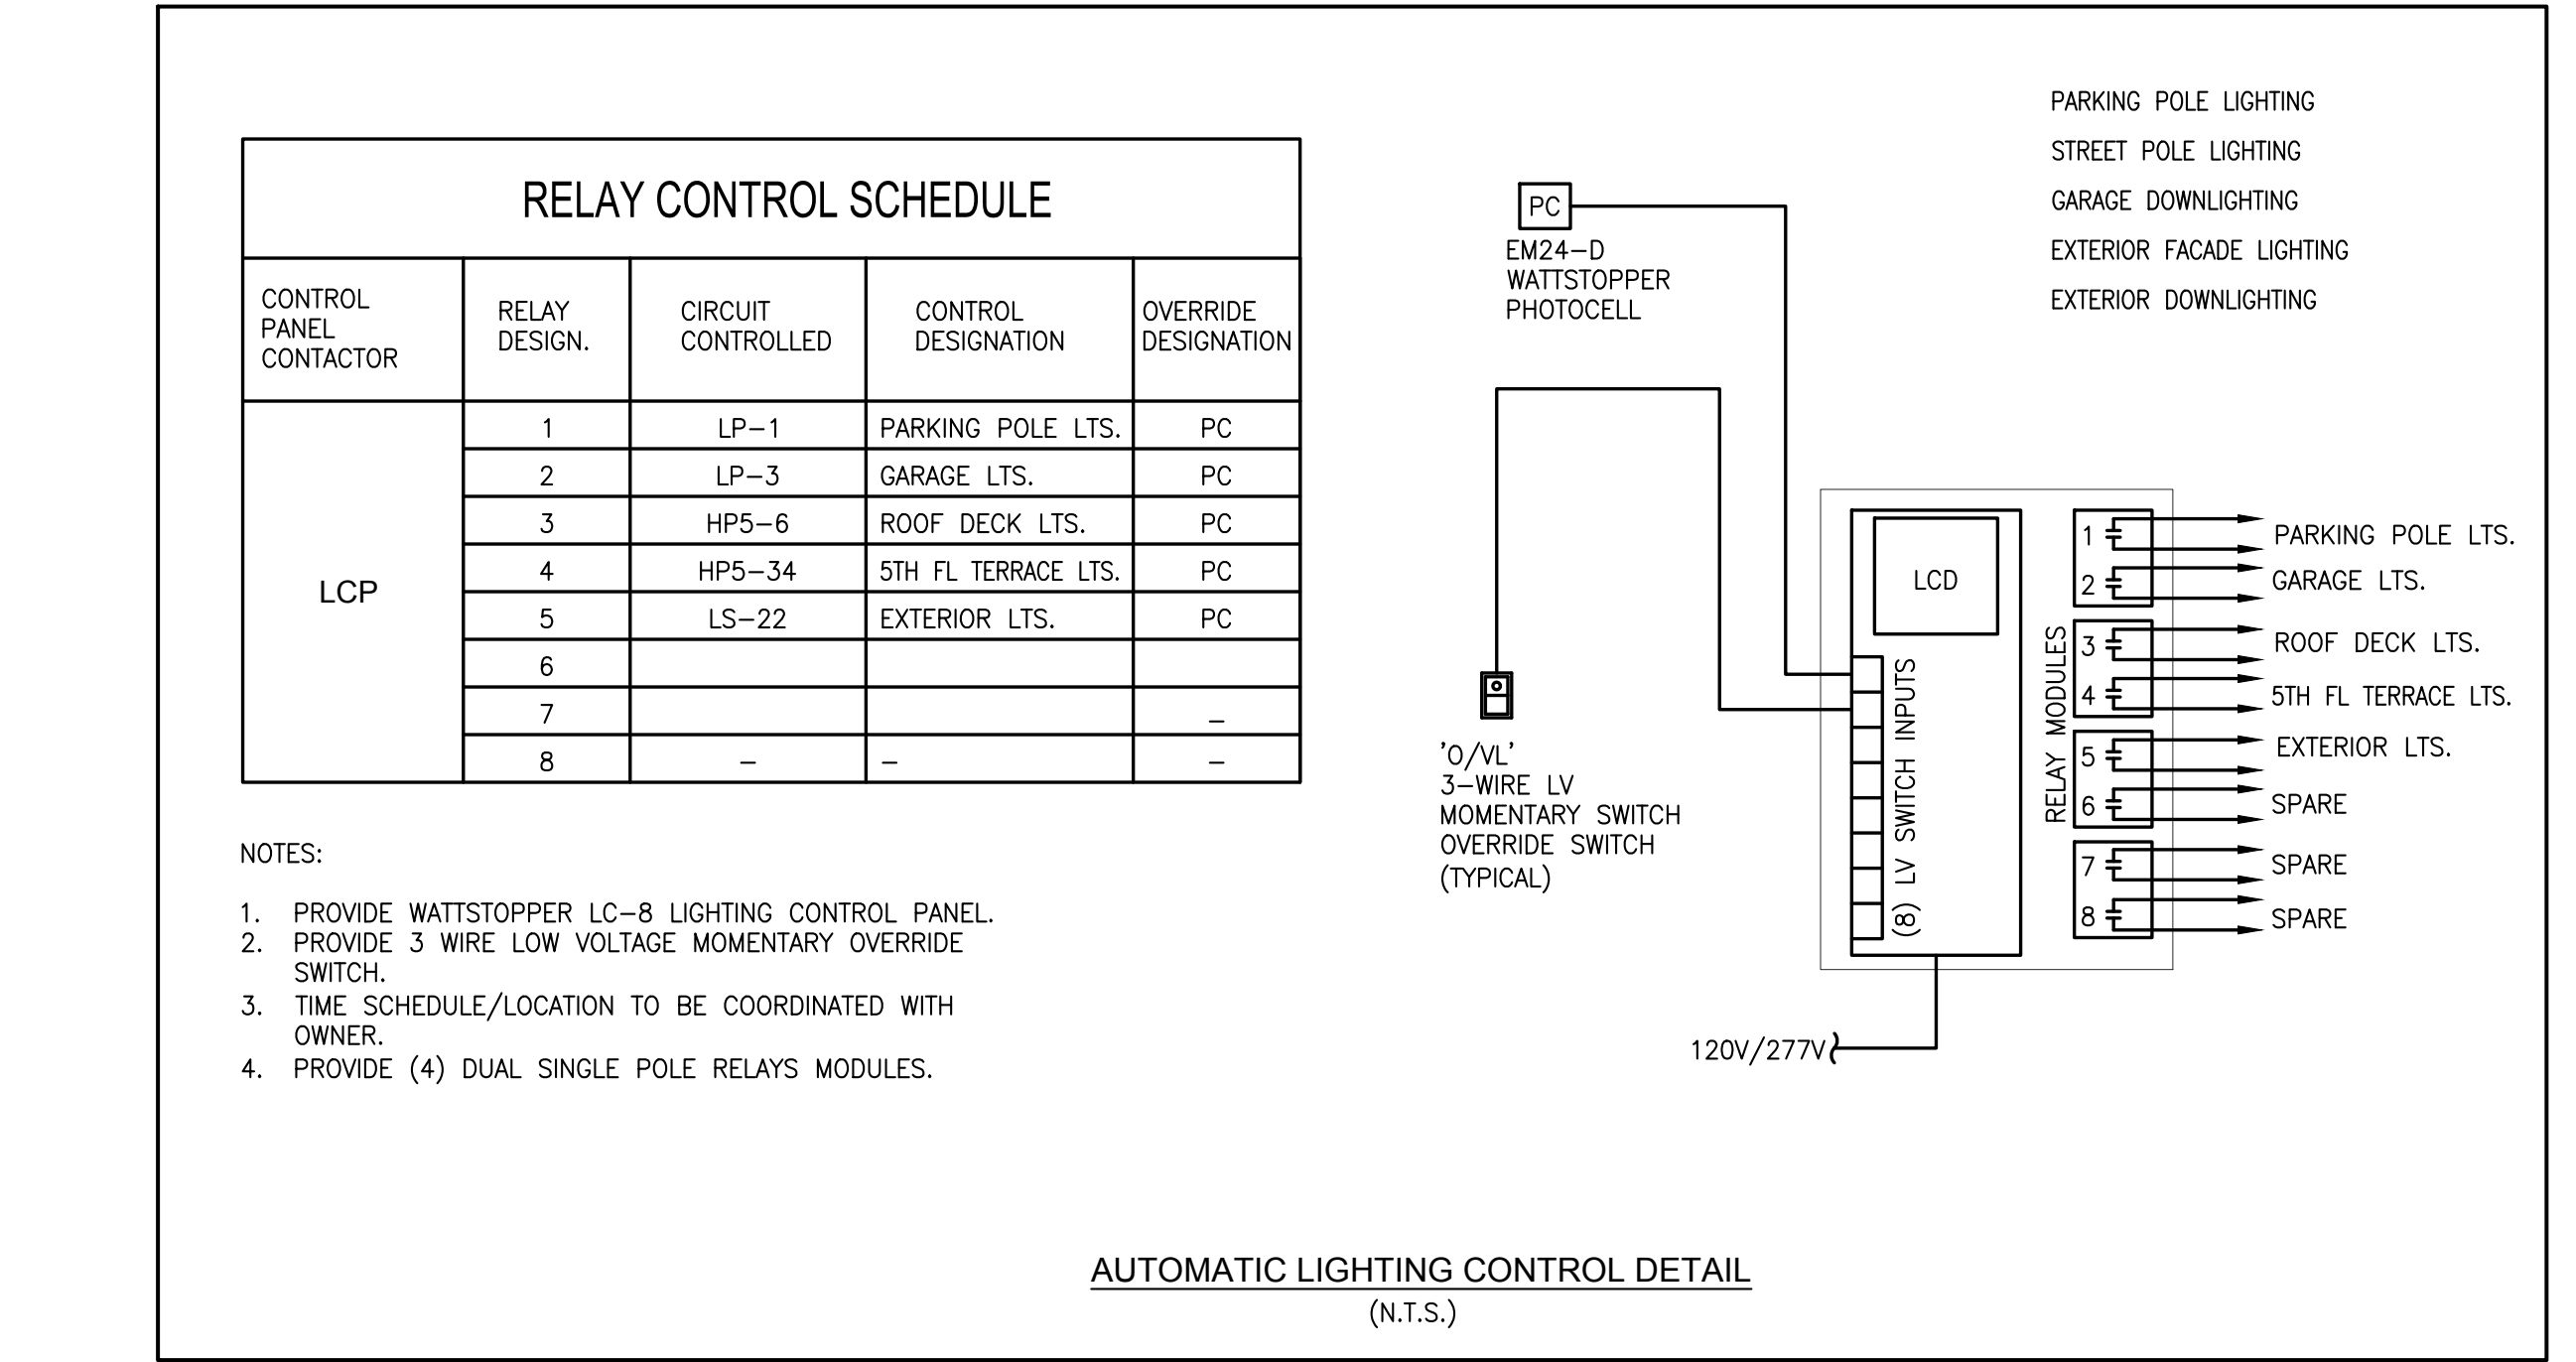 RELAY CONTROL SCHEDULE
CONTROL
PANEL
CONTACTOR
RELAY
DESIGN.
CIRCUIT
CONTROLLED
CONTROL
DESIGNATION
OVERRIDE
DESIGNATION
LCP
1 LP-1 PARKING POLE LTS. PC
2 LP-3 GARAGE LTS. PC
3 HP5-6 ROOF DECK LTS. PC
4 HP5-34 5TH FL TERRACE LTS. PC
5 LS-22 EXTERIOR LTS. PC
6
7 _
8 - - -
NOTES:
1. PROVIDE WATTSTOPPER LC-8 LIGHTING CONTROL PANEL.
2. PROVIDE 3 WIRE LOW VOLTAGE MOMENTARY OVERRIDE
SWITCH.
3. TIME SCHEDULE/LOCATION TO BE COORDINATED WITH
OWNER.
4. PROVIDE (4) DUAL SINGLE POLE RELAYS MODULES.
PC
EM24-D
WATTSTOPPER
PHOTOCELL
PARKING POLE LIGHTING
STREET POLE LIGHTING
GARAGE DOWNLIGHTING
EXTERIOR FACADE LIGHTING
EXTERIOR DOWNLIGHTING
'O/VL'
3-WIRE LV
MOMENTARY SWITCH
OVERRIDE SWITCH
(TYPICAL)
LCD
(8) LV SWITCH INPUTS
RELAY MODULES
1 PARKING POLE LTS.
2 GARAGE LTS.
3 ROOF DECK LTS.
4 5TH FL TERRACE LTS.
5 EXTERIOR LTS.
6 SPARE
7 SPARE
8 SPARE
120V/277V
AUTOMATIC LIGHTING CONTROL DETAIL
(N.T.S.)